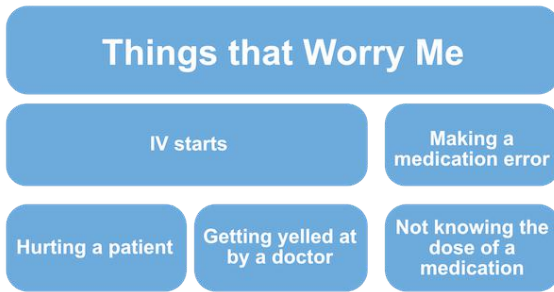 Things that Worry Me
IV starts
Making a
medication error
Hurting a patient
Getting yelled at
by a doctor
Not knowing the
dose of a
medication